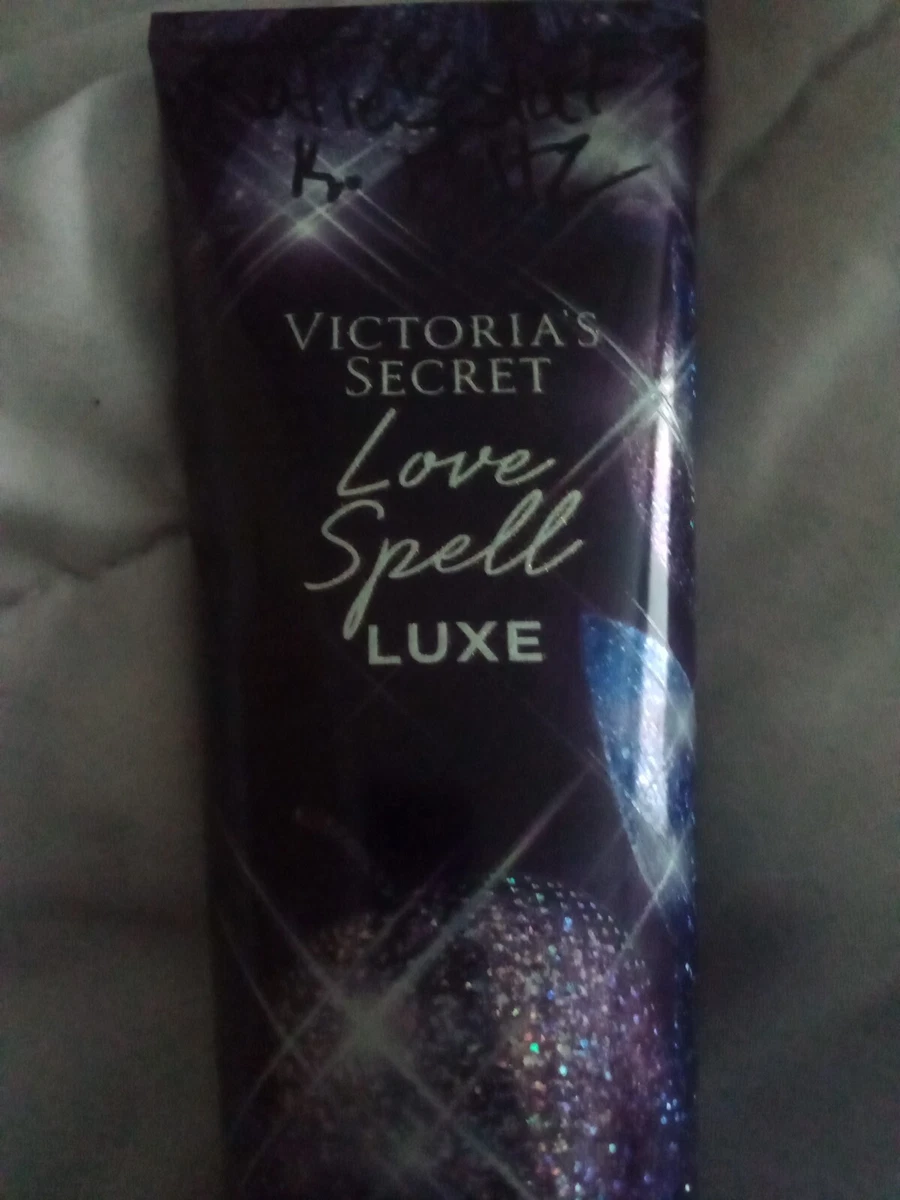 K.
VICTORIA'S
SECRET
Love
Spell
LUXE